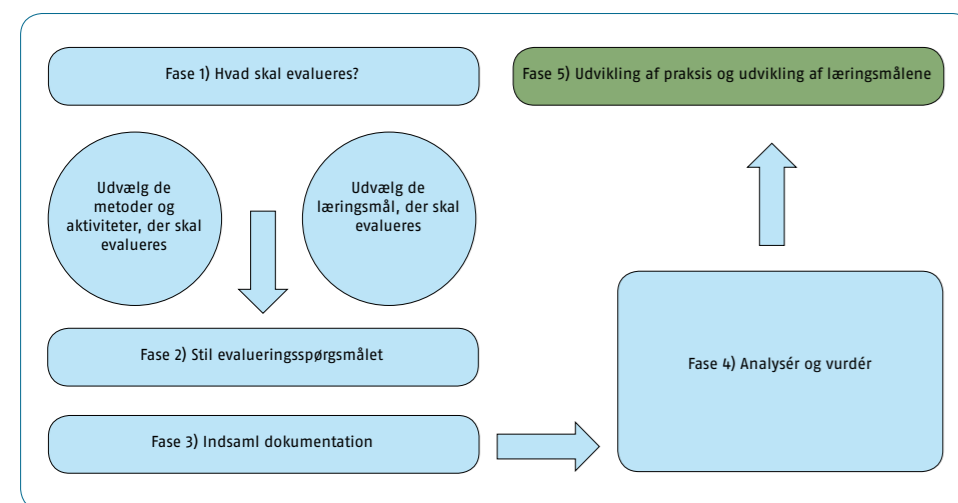 Fase 1) Hvad skal evalueres?
Udvælg de
metoder og
aktiviteter, der skal
evalueres
Udvælg de
læringsmål, der skal
evalueres
Fase 2) Stil evalueringsspørgsmålet
Fase 3) Indsaml dokumentation
Fase 4) Analysér og vurdér
Fase 5) Udvikling af praksis og udvikling af læringsmålene